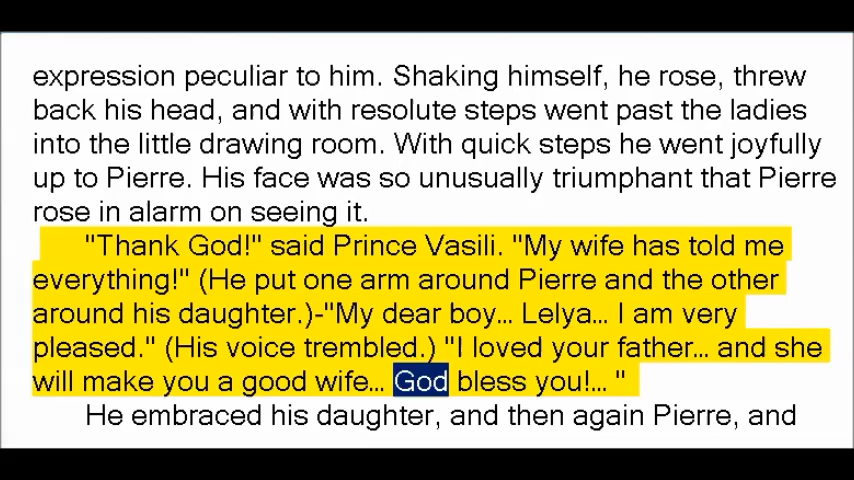 expression peculiar to him. Shaking himself, he rose, threw
back his head, and with resolute steps went past the ladies
into the little drawing room. With quick steps he went joyfully
up to Pierre. His face was so unusually triumphant that Pierre
rose in alarm on seeing it.
"Thank God!" said Prince Vasili. "My wife has told me
everything!" (He put one arm around Pierre and the other
around his daughter.)-"My dear boy... Lelya... I am very
pleased." (His voice trembled.) "I loved your father... and she
will make you a good wife... God bless you!... "
He embraced his daughter, and then again Pierre, and